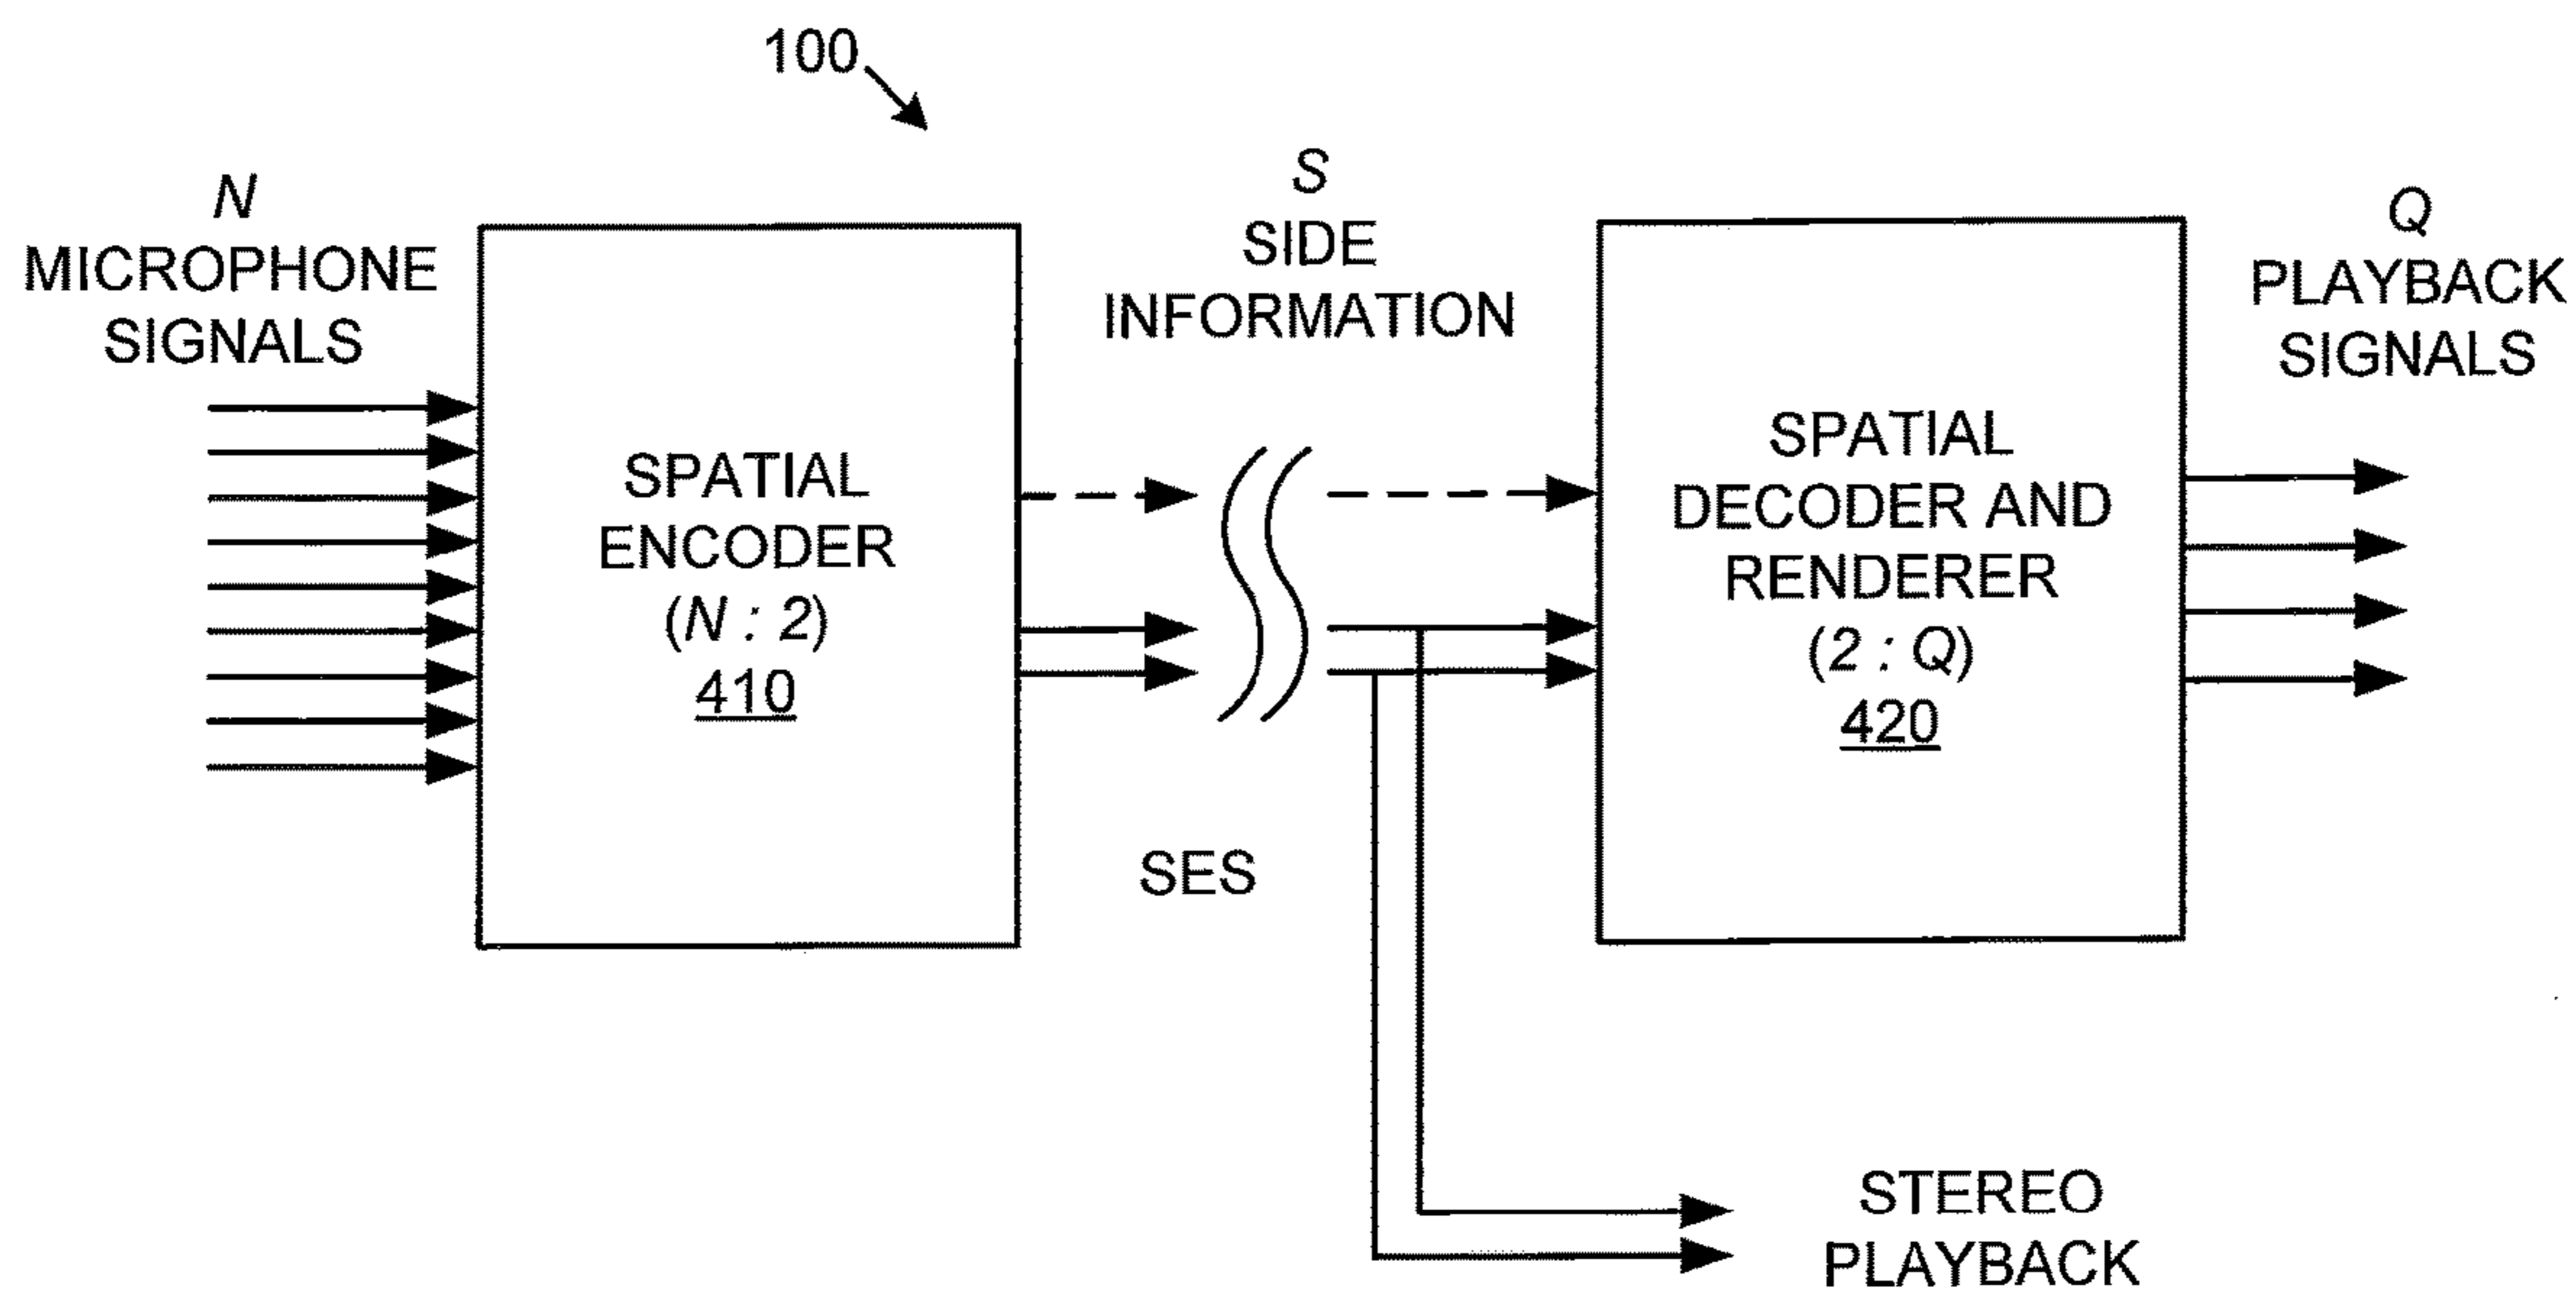 100
N
MICROPHONE
SIGNALS
SPATIAL
ENCODER
(N : 2)
410
S
SIDE
INFORMATION
SES
SPATIAL
DECODER AND
RENDERER
(2 : Q)
420
Q
PLAYBACK
SIGNALS
STEREO
PLAYBACK